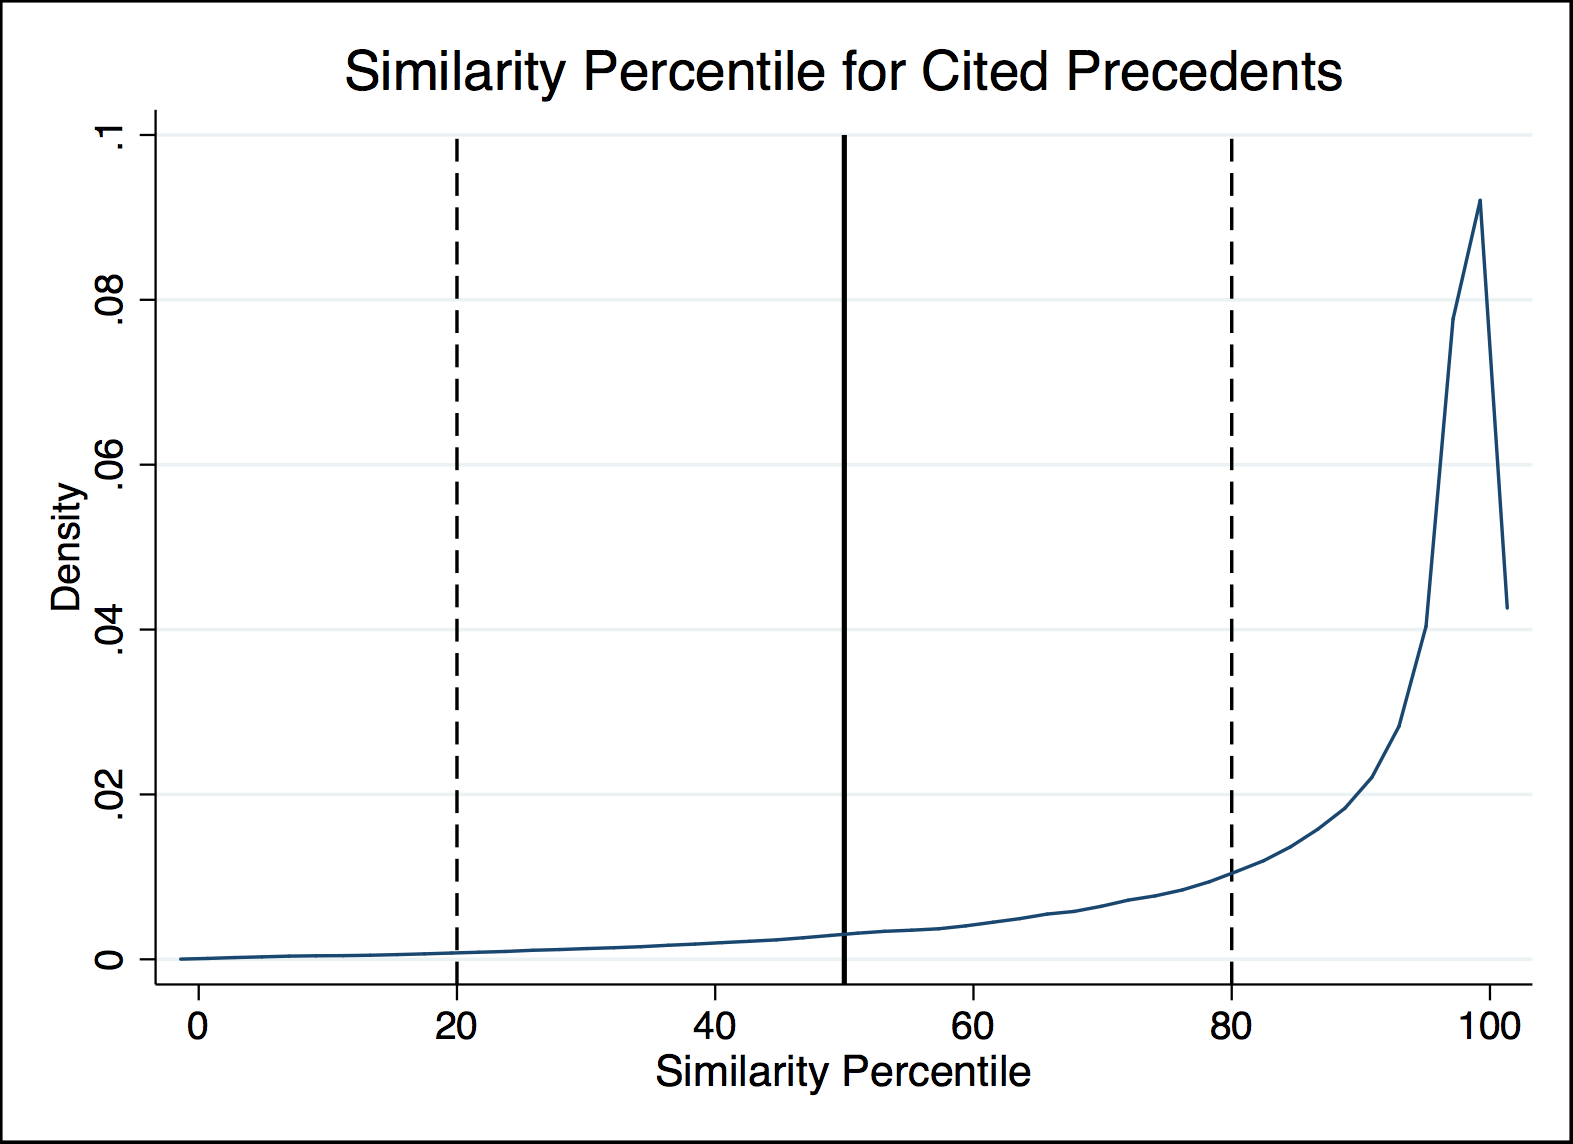 Similarity Percentile for Cited Precedents
.1
.08
.06
.04
.02
0
Density
0 20 40 60 80 100
Similarity Percentile